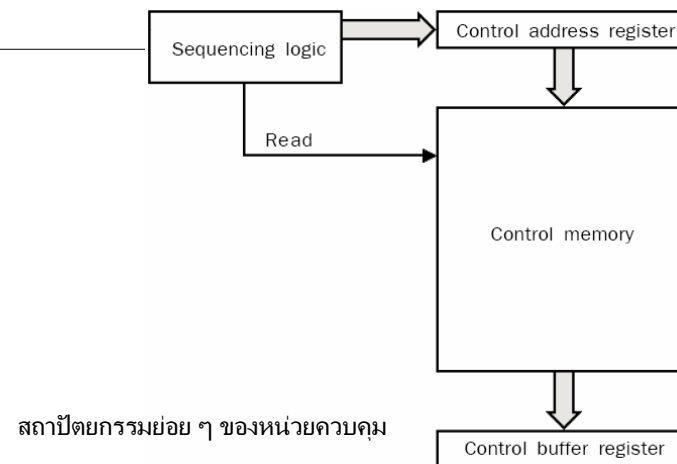 Sequencing logic
Control address register
Read
Control memory
สถาปัตยกรรมย่อย ๆ ของหน่วยควบคุม
Control buffer register